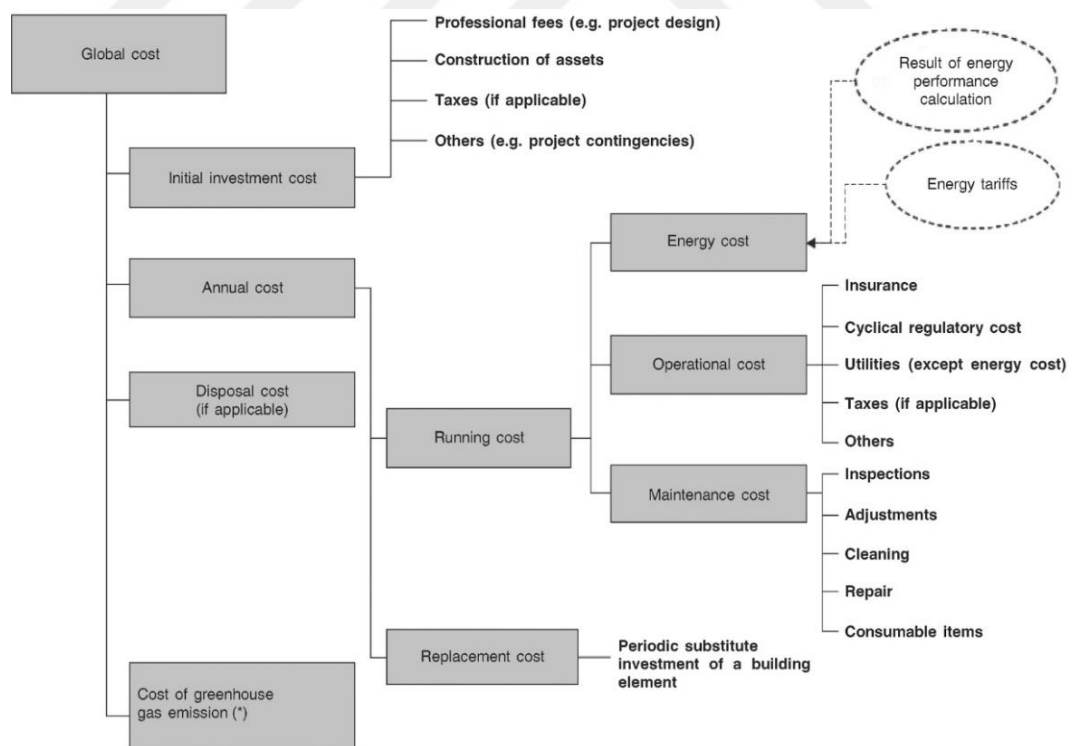 Global cost
Professional fees (e.g. project design)
Construction of assets
Taxes (if applicable)
Others (e.g. project contingencies)
Initial investment cost
Result of energy
performance
calculation
Energy tariffs
Energy cost
Annual cost
Insurance
Cyclical regulatory cost
Operational cost
Utilities (except energy cost)
Taxes (if applicable)
Others
Disposal cost
(if applicable)
Running cost
Maintenance cost
Inspections
Adjustments
Cleaning
Repair
Consumable items
Replacement cost
Periodic substitute
investment of a building
element
Cost of greenhouse
gas emission (*)